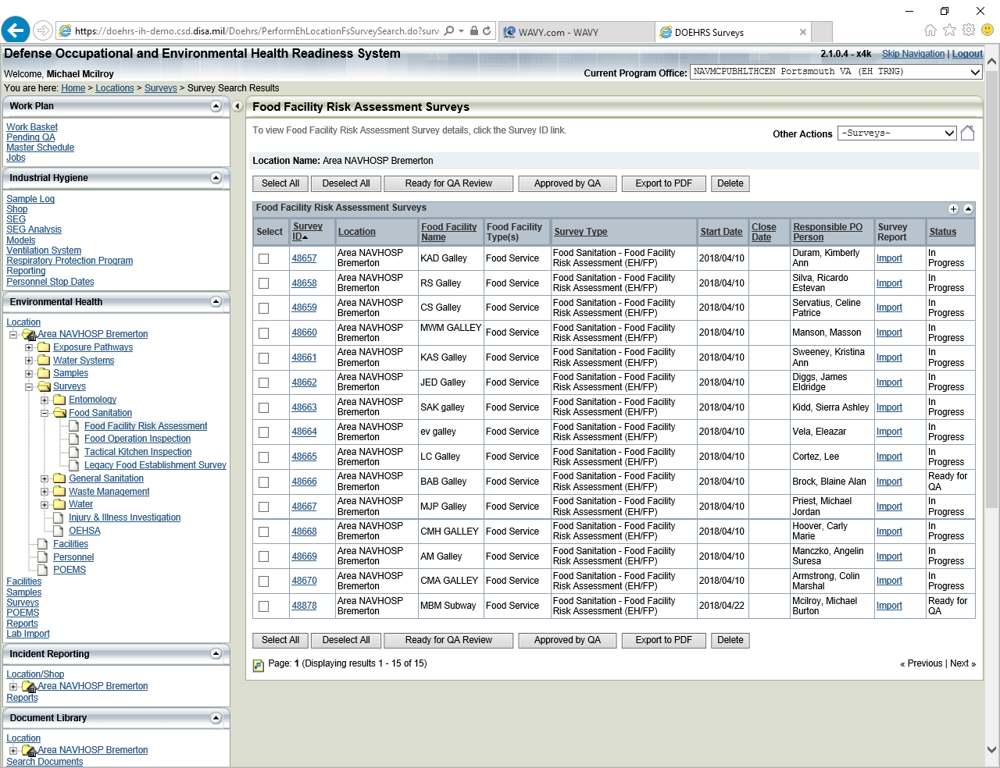 https://doehrs-ih-demo.csd.disa.mil/Doehrs/PerformEhLocationFsSurveySearch.do?surv
WAVY.com - WAVY
DOEHRS Surveys
Defense Occupational and Environmental Health Readiness System
2.1.0.4 - x4k Skip Navigation | Logout
Welcome, Michael Mcilroy
Current Program Office: NAVMCPUBHLTHCEN Portsmouth VA (EH TRNG)
You are here: Home > Locations > Surveys > Survey Search Results
Work Plan
Work Basket
Pending QA
Master Schedule
Jobs
Industrial Hygiene
Sample Log
Shop
SEG
SEG Analysis
Models
Ventilation System
Respiratory Protection Program
Reporting
Personnel Stop Dates
Environmental Health
Location
Area NAVHOSP Bremerton
Exposure Pathways
Water Systems
Samples
Surveys
Entomology
Food Sanitation
Food Facility Risk Assessment
Food Operation Inspection
Tactical Kitchen Inspection
Legacy Food Establishment Survey
General Sanitation
Waste Management
Water
Injury & Illness Investigation
OEHSA
Facilities
Personnel
POEMS
Facilities
Samples
Surveys
POEMS
Reports
Lab Import
Incident Reporting
Location/Shop
Area NAVHOSP Bremerton
Reports
Document Library
Location
Area NAVHOSP Bremerton
Search Documents
Food Facility Risk Assessment Surveys
To view Food Facility Risk Assessment Survey details, click the Survey ID link.
Other Actions -Surveys-
Location Name: Area NAVHOSP Bremerton
Select All Deselect All Ready for QA Review Approved by QA Export to PDF Delete
Food Facility Risk Assessment Surveys
Select Survey ID Location Food Facility Name Food Facility Type(s) Survey Type Start Date Close Date Responsible PO Person Survey Report Status
48657 Area NAVHOSP Bremerton KAD Galley Food Service Food Sanitation - Food Facility Risk Assessment (EH/FP) 2018/04/10 Duram, Kimberly Ann Import In Progress
48658 Area NAVHOSP Bremerton RS Galley Food Service Food Sanitation - Food Facility Risk Assessment (EH/FP) 2018/04/10 Silva, Ricardo Estevan Import In Progress
48659 Area NAVHOSP Bremerton CS Galley Food Service Food Sanitation - Food Facility Risk Assessment (EH/FP) 2018/04/10 Servatius, Celine Patrice Import In Progress
48660 Area NAVHOSP Bremerton MWM GALLEY Food Service Food Sanitation - Food Facility Risk Assessment (EH/FP) 2018/04/10 Manson, Masson Import In Progress
48661 Area NAVHOSP Bremerton KAS Galley Food Service Food Sanitation - Food Facility Risk Assessment (EH/FP) 2018/04/10 Sweeney, Kristina Ann Import In Progress
48662 Area NAVHOSP Bremerton JED Galley Food Service Food Sanitation - Food Facility Risk Assessment (EH/FP) 2018/04/10 Diggs, James Eldridge Import In Progress
48663 Area NAVHOSP Bremerton SAK galley Food Service Food Sanitation - Food Facility Risk Assessment (EH/FP) 2018/04/10 Kidd, Sierra Ashley Import In Progress
48664 Area NAVHOSP Bremerton ev galley Food Service Food Sanitation - Food Facility Risk Assessment (EH/FP) 2018/04/10 Vela, Eleazar Import In Progress
48665 Area NAVHOSP Bremerton LC Galley Food Service Food Sanitation - Food Facility Risk Assessment (EH/FP) 2018/04/10 Cortez, Lee Import In Progress
48666 Area NAVHOSP Bremerton BAB Galley Food Service Food Sanitation - Food Facility Risk Assessment (EH/FP) 2018/04/10 Brock, Blaine Alan Import Ready for QA
48667 Area NAVHOSP Bremerton MJP Galley Food Service Food Sanitation - Food Facility Risk Assessment (EH/FP) 2018/04/10 Priest, Michael Jordan Import In Progress
48668 Area NAVHOSP Bremerton CMH GALLEY Food Service Food Sanitation - Food Facility Risk Assessment (EH/FP) 2018/04/10 Hoover, Carly Marie Import In Progress
48669 Area NAVHOSP Bremerton AM Galley Food Service Food Sanitation - Food Facility Risk Assessment (EH/FP) 2018/04/10 Manczko, Angelin Suresa Import In Progress
48670 Area NAVHOSP Bremerton CMA GALLEY Food Service Food Sanitation - Food Facility Risk Assessment (EH/FP) 2018/04/10 Armstrong, Colin Marshal Import In Progress
48878 Area NAVHOSP Bremerton MBM Subway Food Service Food Sanitation - Food Facility Risk Assessment (EH/FP) 2018/04/22 Mcilroy, Michael Burton Import Ready for QA
Select All Deselect All Ready for QA Review Approved by QA Export to PDF Delete
Page: 1 (Displaying results 1 - 15 of 15)
« Previous | Next »